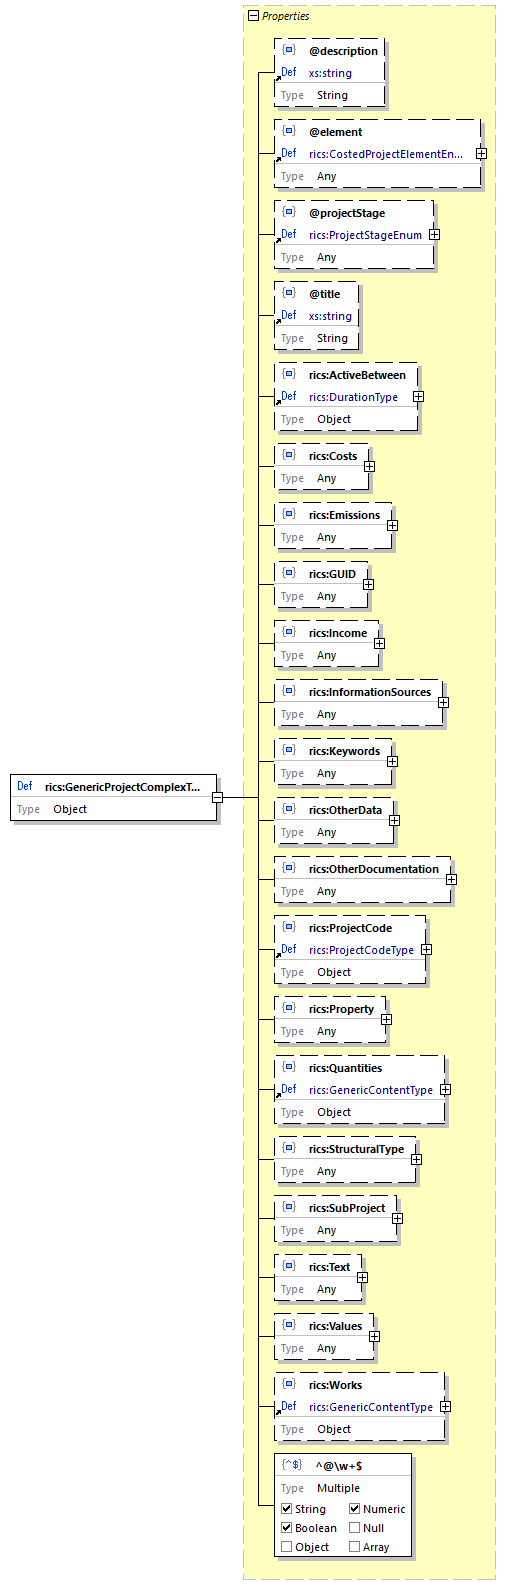 Properties
@description
Def xs:string
Type String
@element
Def rics:CostedProjectElementEn...
Type Any
@projectStage
Def rics:ProjectStageEnum
Type Any
@title
Def xs:string
Type String
rics:ActiveBetween
Def rics:DurationType
Type Object
rics:Costs
Type Any
rics:Emissions
Type Any
rics:GUID
Type Any
rics:Income
Type Any
rics:InformationSources
Type Any
rics:Keywords
Type Any
Def rics:GenericProjectComplexT...
Type Object
rics:OtherData
Type Any
rics:OtherDocumentation
Type Any
rics:ProjectCode
Def rics:ProjectCodeType
Type Object
rics:Property
Type Any
rics:Quantities
Def rics:GenericContentType
Type Object
rics:StructuralType
Type Any
rics:SubProject
Type Any
rics:Text
Type Any
rics:Values
Type Any
rics:Works
Def rics:GenericContentType
Type Object
{^$} ^@\w+$
Type Multiple
String Numeric
Boolean Null
Object Array